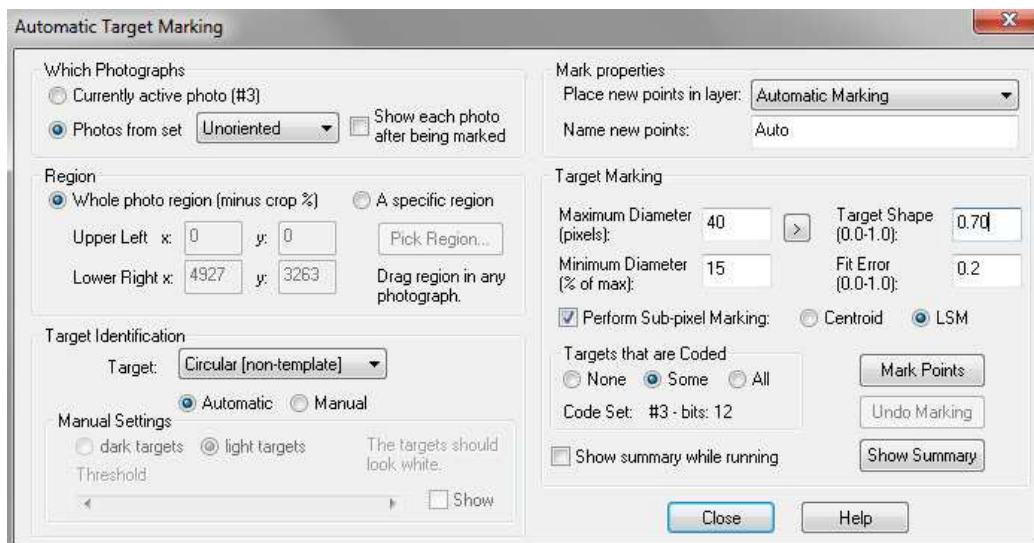 Automatic Target Marking
Which Photographs
Currently active photo (#3)
Photos from set
Unoriented
Show each photo
after being marked
Region
Whole photo region (minus crop %)
A specific region
Upper Left x: 0 y: 0
Pick Region...
Lower Right x: 4927 y: 3263
Drag region in any
photograph.
Target Identification
Target: Circular [non-template]
Automatic Manual
Manual Settings
dark targets light targets
The targets should
look white.
Threshold
Show
Mark properties
Place new points in layer: Automatic Marking
Name new points: Auto
Target Marking
Maximum Diameter
(pixels):
40
>
Target Shape
(0.0-1.0):
0.70
Minimum Diameter
(% of max):
15
Fit Error
(0.0-1.0):
0.2
Perform Sub-pixel Marking: Centroid LSM
Targets that are Coded
None Some All
Code Set: #3 - bits: 12
Mark Points
Undo Marking
Show summary while running
Show Summary
Close
Help